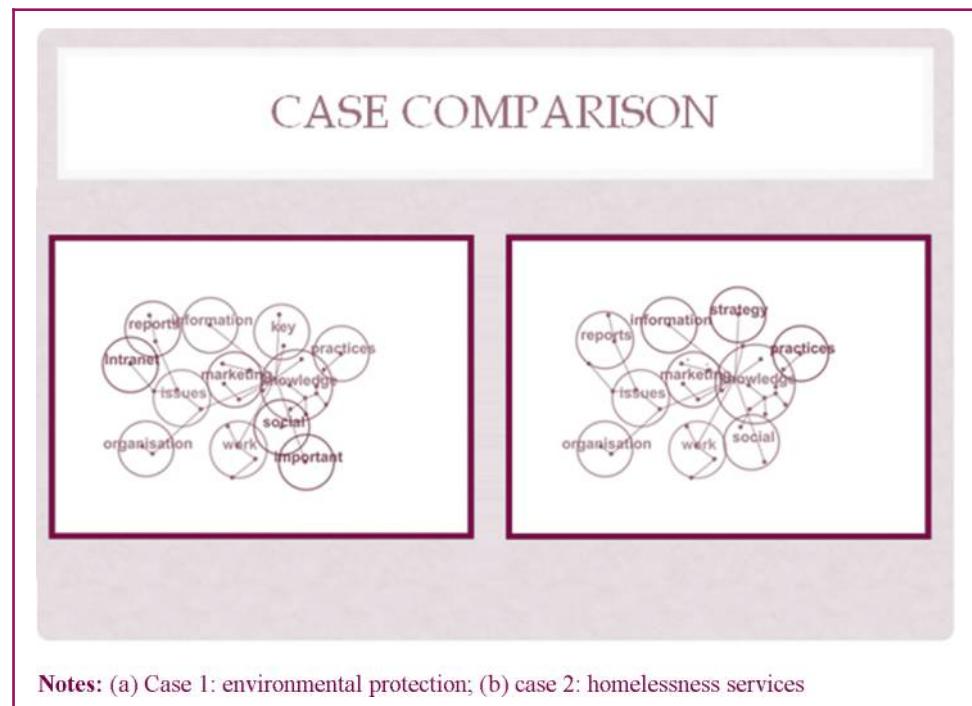 CASE COMPARISON
reports
information
key
Intranet
practices
marketing
knowledge
issues
social
organisation
work
important
strategy
information
reports
practices
marketing
knowledge
issues
organisation
work
social
Notes: (a) Case 1: environmental protection; (b) case 2: homelessness services